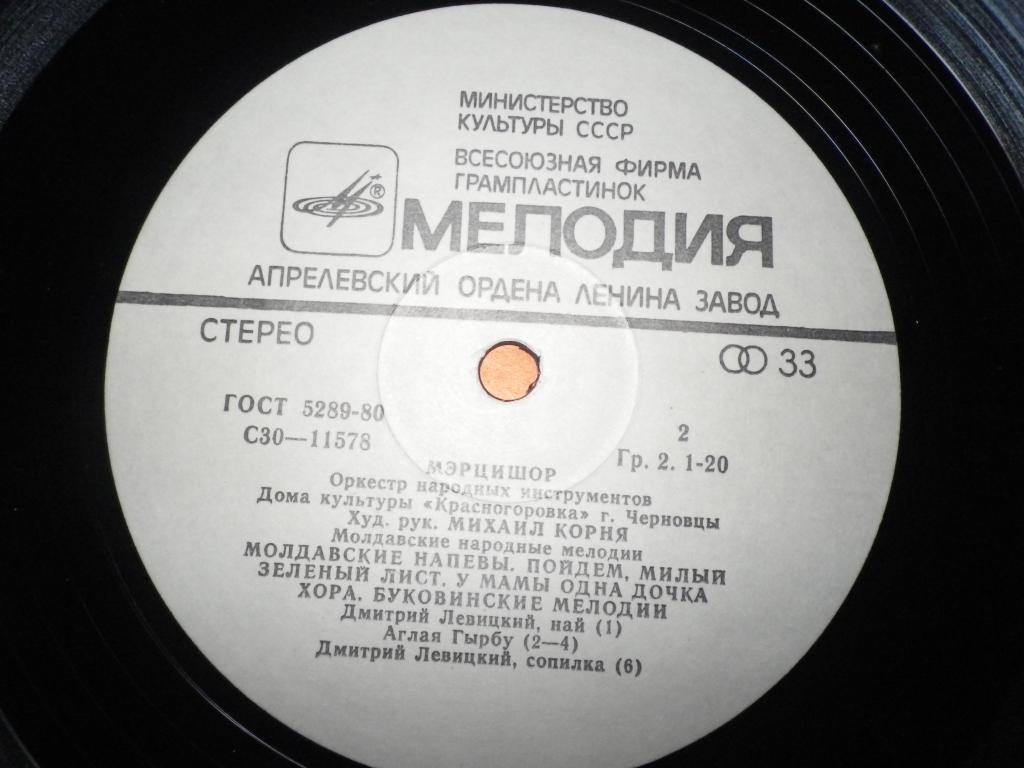 МИНИСТЕРСТВО
КУЛЬТУРЫ СССР
ВСЕСОЮЗНАЯ ФИРМА
ГРАМПЛАСТИНОК
®
МЕЛОДИЯ
АПРЕЛЕВСКИЙ ОРДЕНА ЛЕНИНА ЗАВОД
СТЕРЕО
33
ГОСТ 5289-80
С30—11578
2
Гр. 2. 1-20
МЭРЦИШОР
Оркестр народных инструментов
Дома культуры «Красногоровка» г. Черновцы
Худ. рук. МИХАИЛ КОРНЯ
Молдавские народные мелодии
МОЛДАВСКИЕ НАПЕВЫ. ПОЙДЕМ, МИЛЫЙ
ЗЕЛЕНЫЙ ЛИСТ. У МАМЫ ОДНА ДОЧКА
ХОРА. БУКОВИНСКИЕ МЕЛОДИИ
Дмитрий Левицкий, най (1)
Аглая Гырбу (2—4)
Дмитрий Левицкий, сопилка (6)